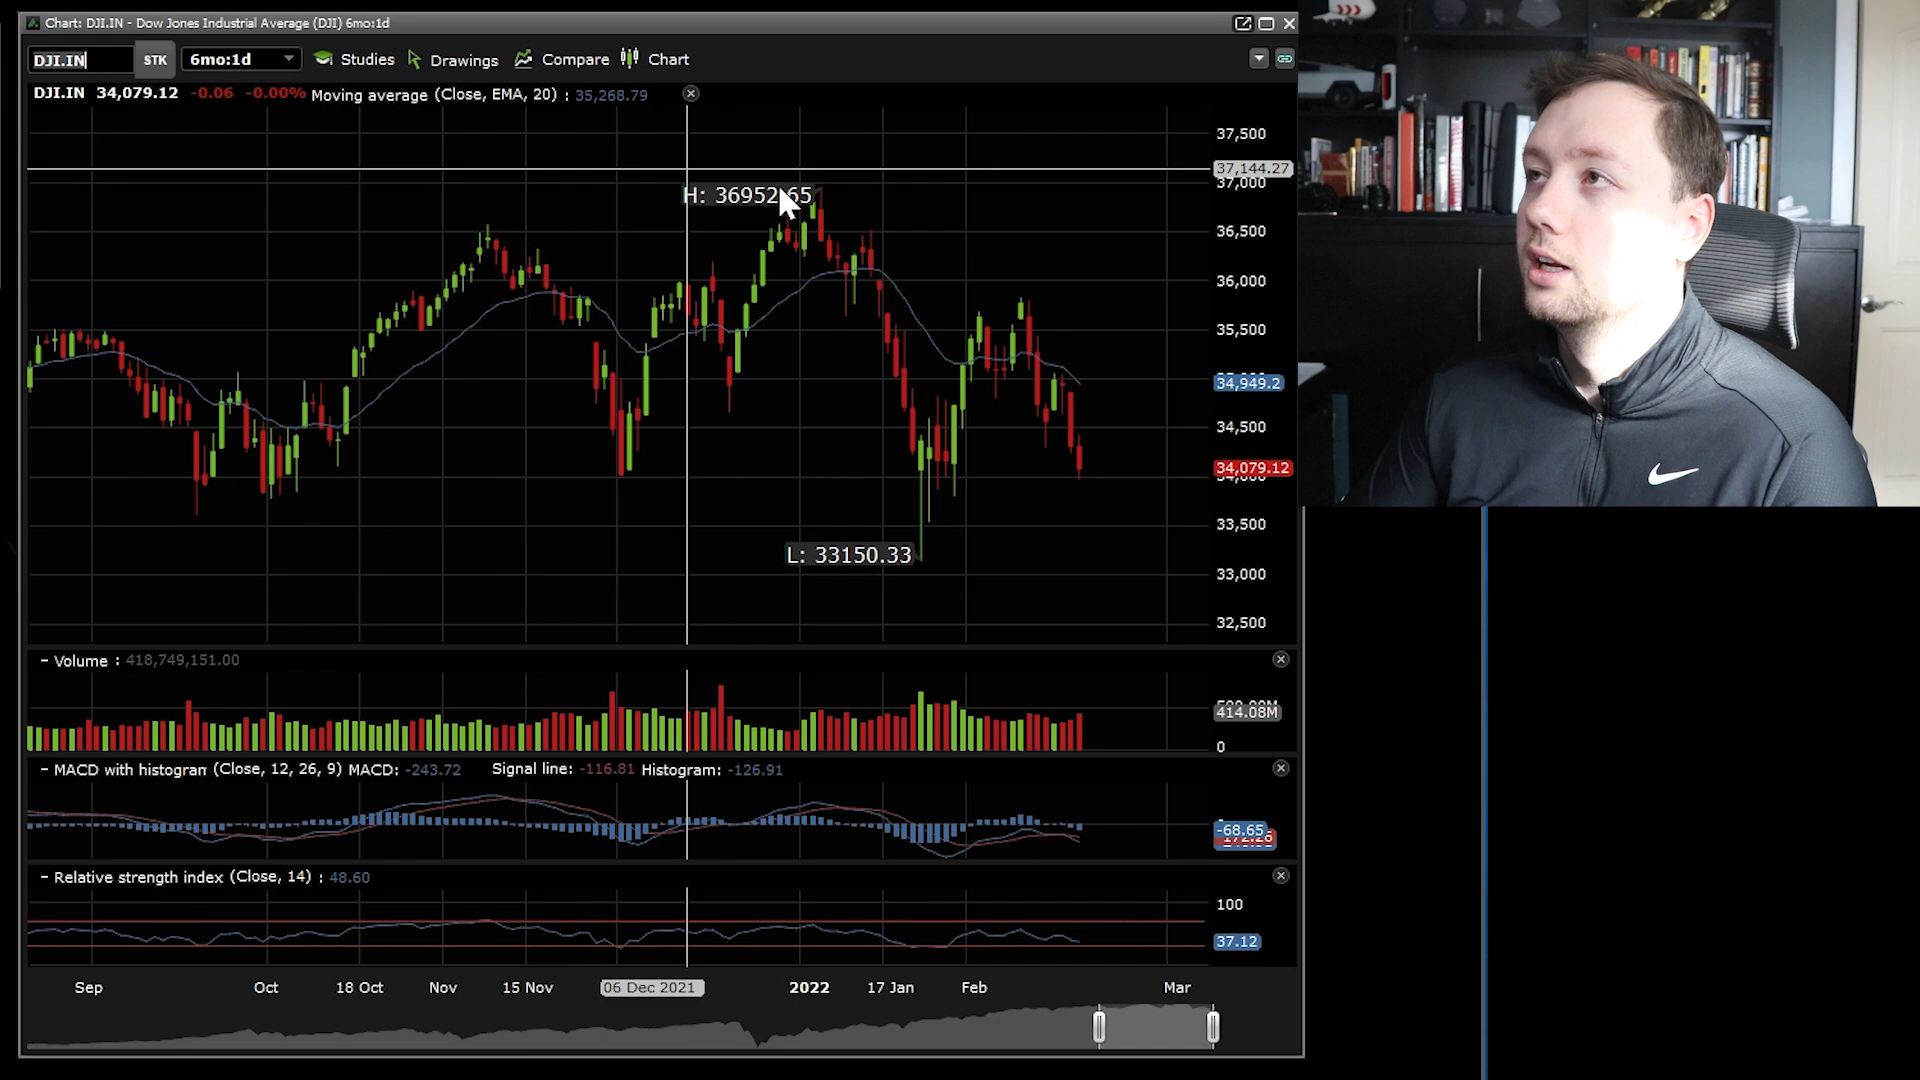 Chart: DJI.IN - Dow Jones Industrial Average (DJI) 6mo:1d
DJI.IN STK 6mo:1d Studies Drawings Compare Chart
DJI.IN 34,079.12 -0.06 -0.00% Moving average (Close, EMA, 20) : 35,268.79
37,500
37,144.27
37,000
H: 36952.65
36,500
36,000
35,500
34,949.2
34,500
34,079.12
33,500
L: 33150.33
33,000
32,500
- Volume : 418,749,151.00
414.08M
0
- MACD with histogram (Close, 12, 26, 9) MACD: -243.72 Signal line: -116.81 Histogram: -126.91
-68.65
- Relative strength index (Close, 14) : 48.60
100
37.12
Sep Oct 18 Oct Nov 15 Nov 06 Dec 2021 2022 17 Jan Feb Mar